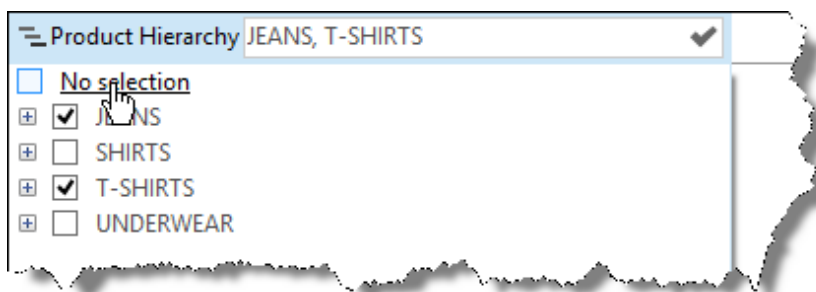 Product Hierarchy JEANS, T-SHIRTS
No selection
JEANS
SHIRTS
T-SHIRTS
UNDERWEAR